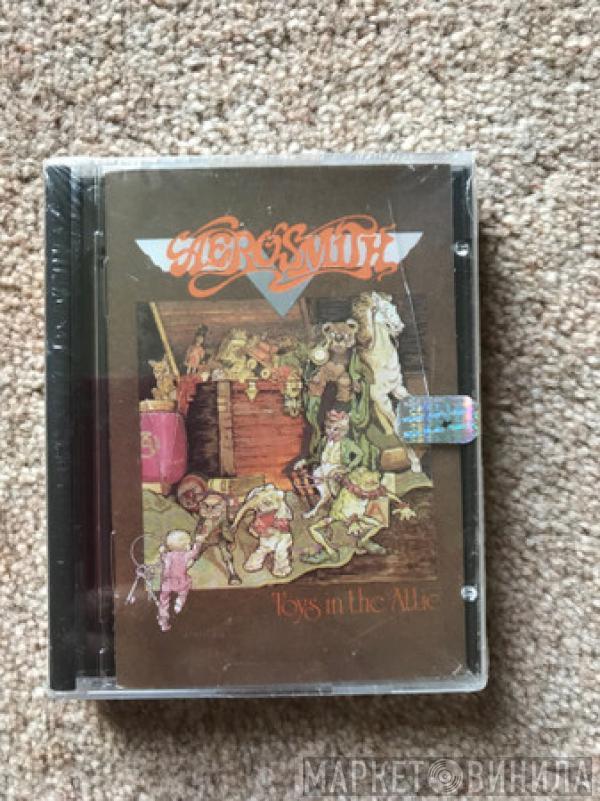 AEROSMITH
Toys in the Attic
МАРКЕТ ВИНИЛА